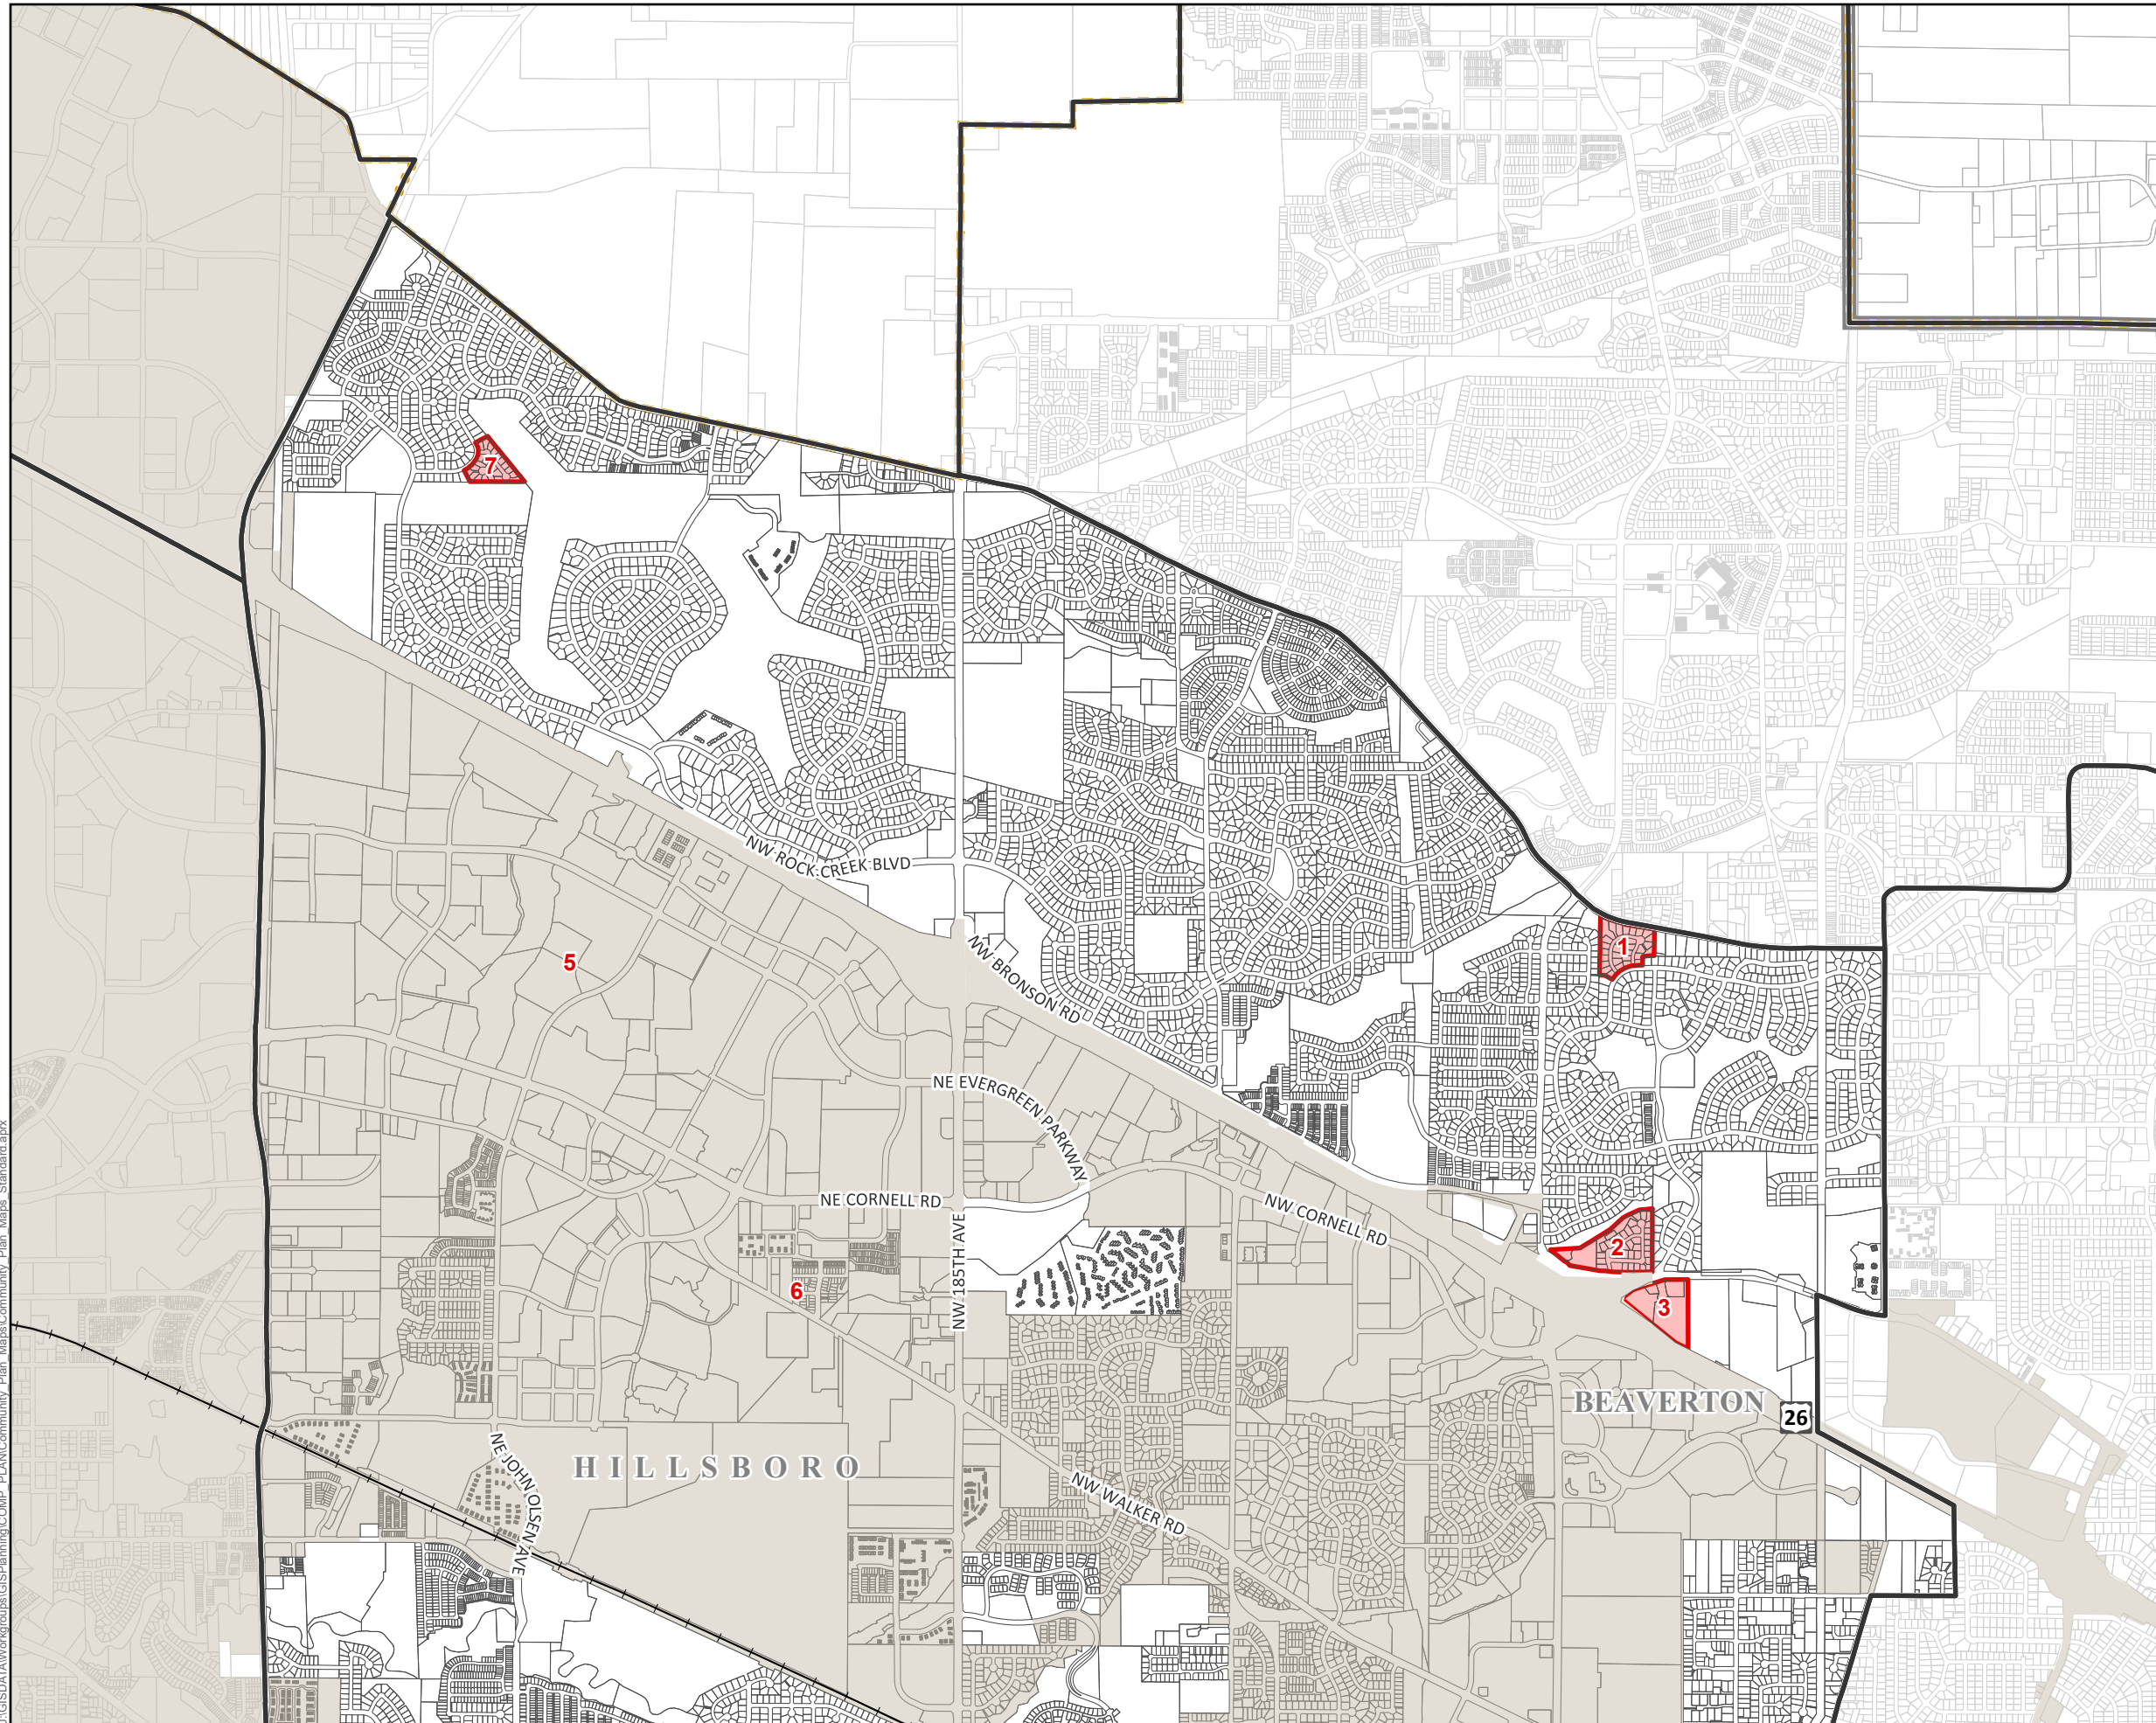 7
1
5
NW ROCK CREEK BLVD
NW BRONSON RD
NE EVERGREEN PARKWAY
NE CORNELL RD
NW 185TH AVE
NW CORNELL RD
2
6
3
BEAVERTON
26
HILLSBORO
NE JOHN OLSEN AVE
NW WALKER RD